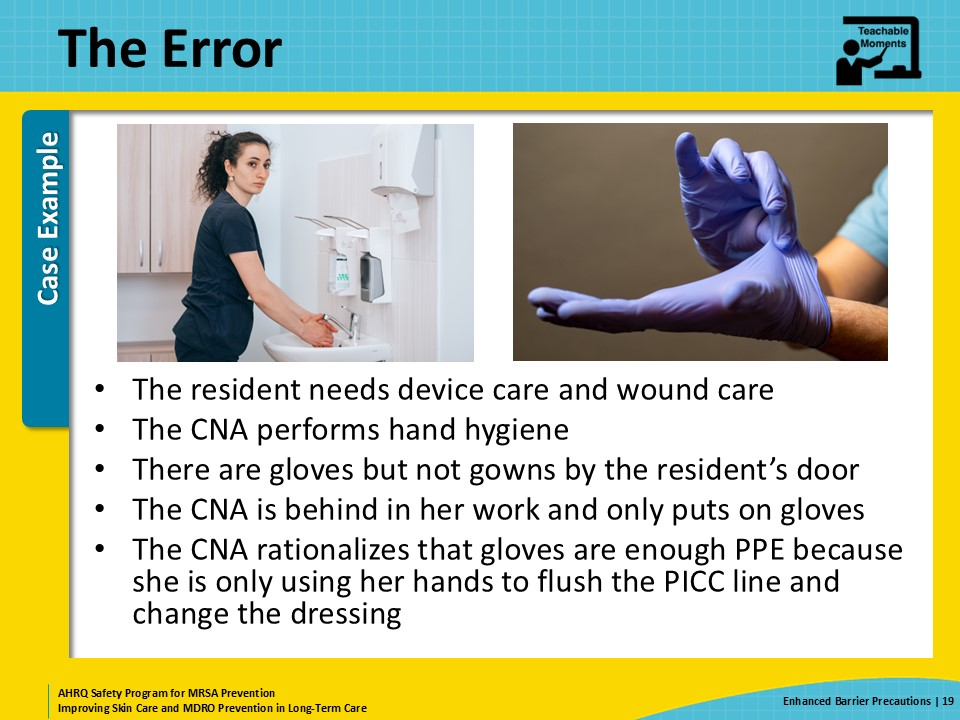 The Error
Teachable
Moments
Case Example
• The resident needs device care and wound care
• The CNA performs hand hygiene
• There are gloves but not gowns by the resident’s door
• The CNA is behind in her work and only puts on gloves
• The CNA rationalizes that gloves are enough PPE because
she is only using her hands to flush the PICC line and
change the dressing
AHRQ Safety Program for MRSA Prevention
Improving Skin Care and MDRO Prevention in Long-Term Care
Enhanced Barrier Precautions | 19